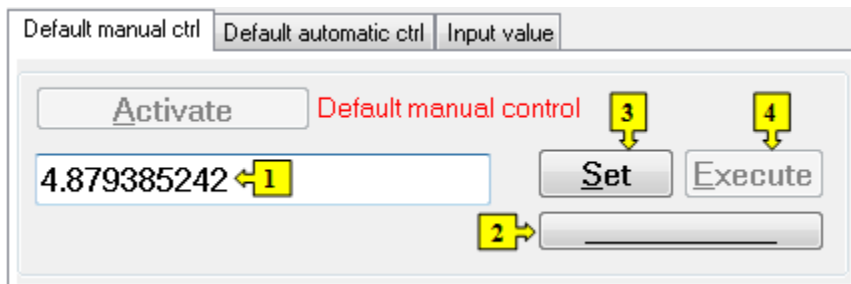 Default manual ctrl Default automatic ctrl Input value
Activate Default manual control 3 4
4.879385242 1 Set Execute
2